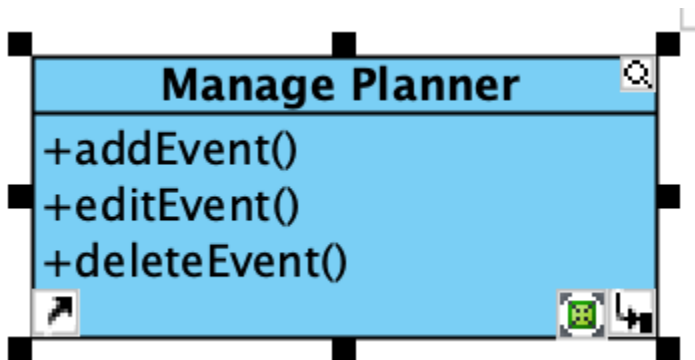 Manage Planner
+addEvent()
+editEvent()
+deleteEvent()